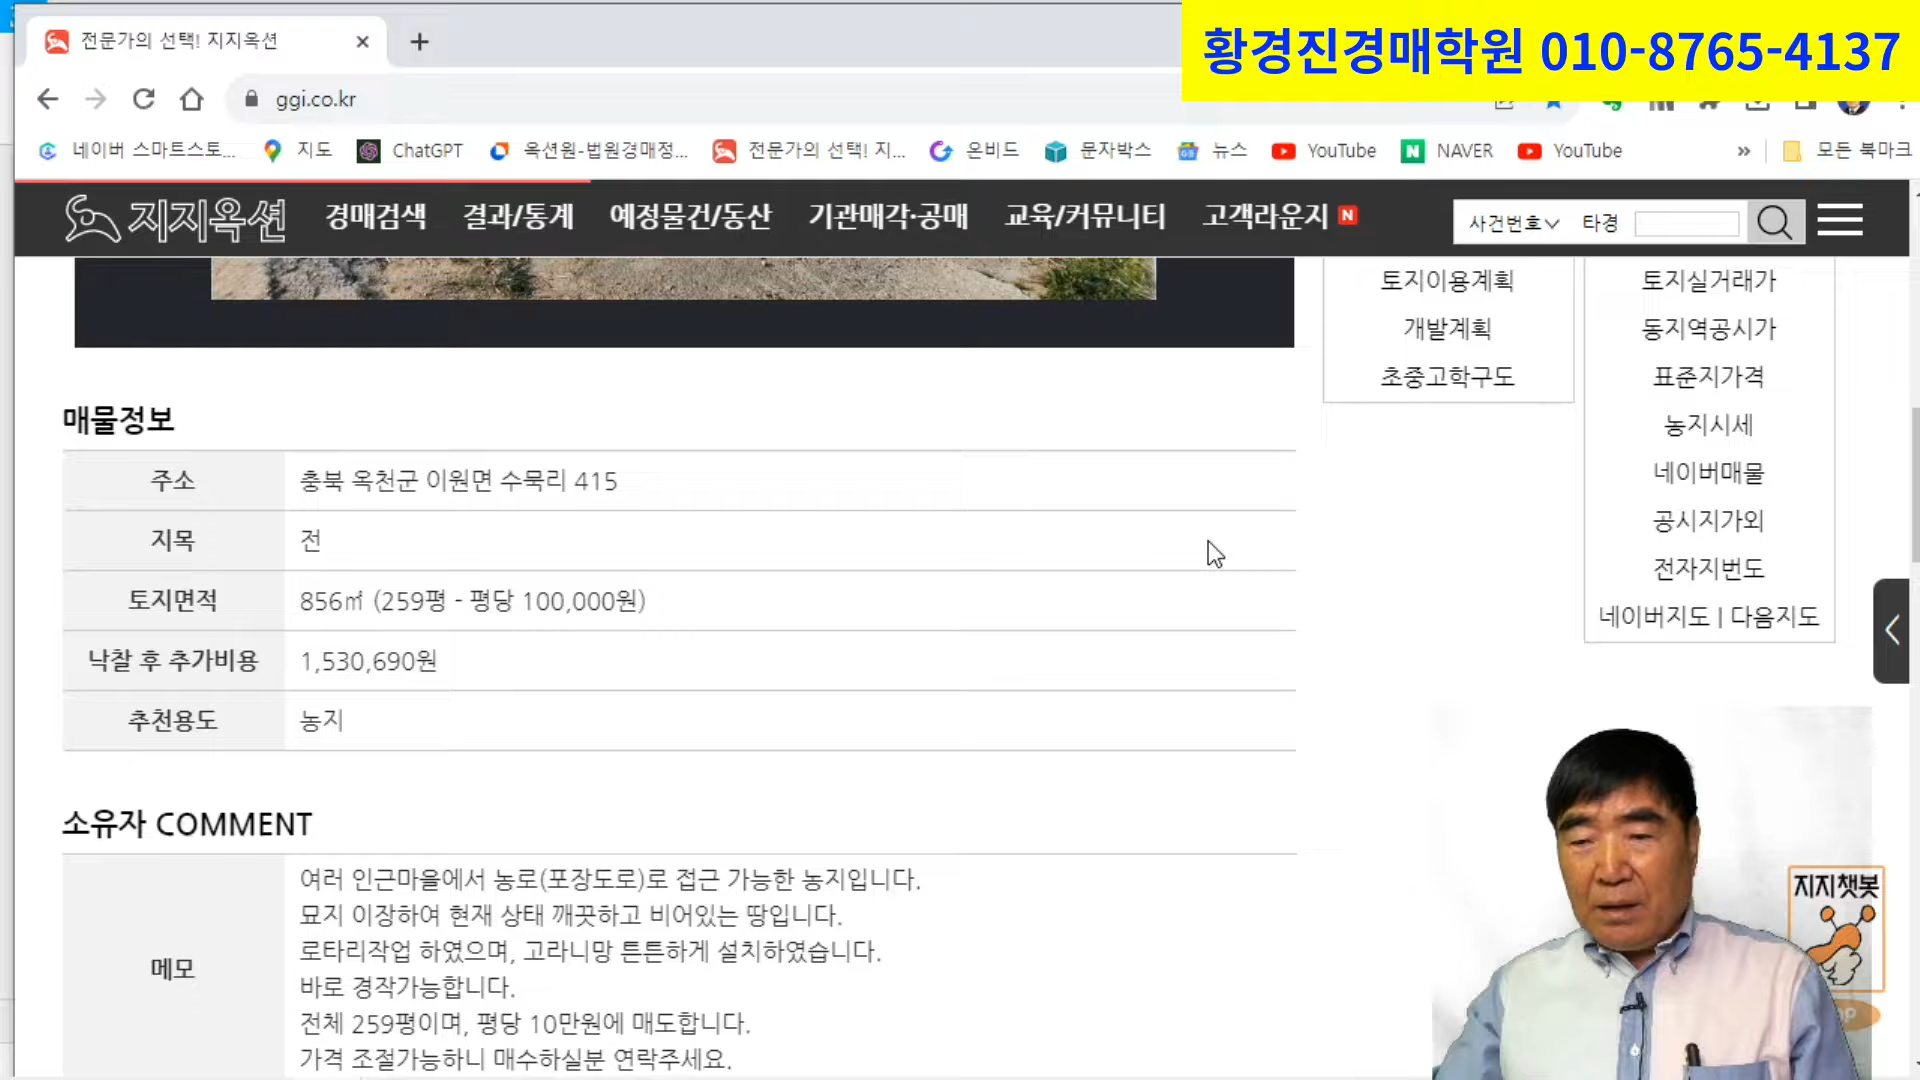 전문가의 선택! 지지옥션
황경진경매학원 010-8765-4137
ggi.co.kr
네이버 스마트스토...
지도
ChatGPT
옥션원-법원경매정...
전문가의 선택! 지...
온비드
문자박스
뉴스
YouTube
NAVER
YouTube
»
모든 북마크
지지옥션
경매검색
결과/통계
예정물건/동산
기관매각·공매
교육/커뮤니티
고객라운지 N
사건번호
타경
토지이용계획
개발계획
초중고학구도
토지실거래가
동지역공시가
표준지가격
농지시세
네이버매물
공시지가외
전자지번도
네이버지도 | 다음지도
매물정보
주소 충북 옥천군 이원면 수묵리 415
지목 전
토지면적 856㎡ (259평 - 평당 100,000원)
낙찰 후 추가비용 1,530,690원
추천용도 농지
소유자 COMMENT
메모
여러 인근마을에서 농로(포장도로)로 접근 가능한 농지입니다.
묘지 이장하여 현재 상태 깨끗하고 비어있는 땅입니다.
로타리작업 하였으며, 고라니망 튼튼하게 설치하였습니다.
바로 경작가능합니다.
전체 259평이며, 평당 10만원에 매도합니다.
가격 조절가능하니 매수하실분 연락주세요.
지지챗봇